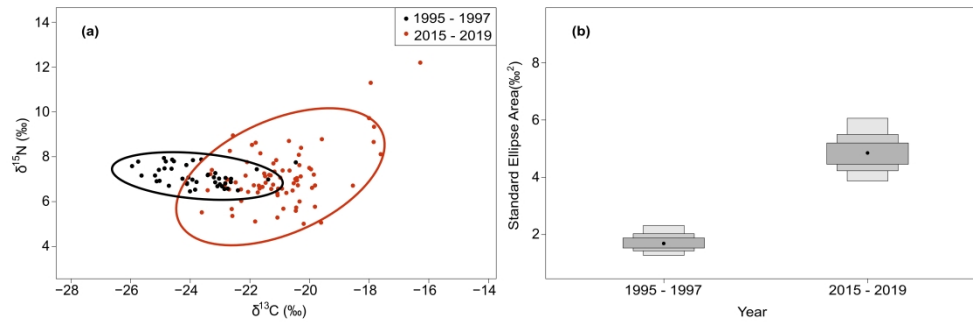 (a)
1995 - 1997
2015 - 2019
14
12
10
8
6
4
δ¹⁵N (‰)
−28
−26
−24
−22
−20
−18
−16
−14
δ¹³C (‰)
(b)
8
6
4
2
Standard Ellipse Area(‰²)
1995 - 1997
2015 - 2019
Year